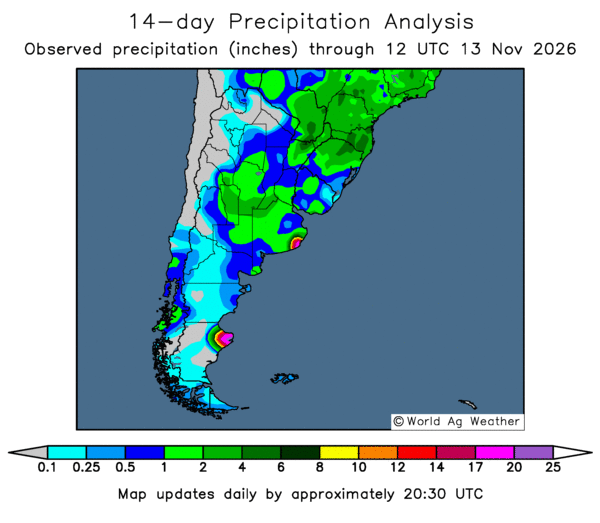 14-day Precipitation Analysis
Observed precipitation (inches) through 12 UTC 13 Nov 2026
© World Ag Weather
0.1 0.25 0.5 1 2 4 6 8 10 12 14 17 20 25
Map updates daily by approximately 20:30 UTC